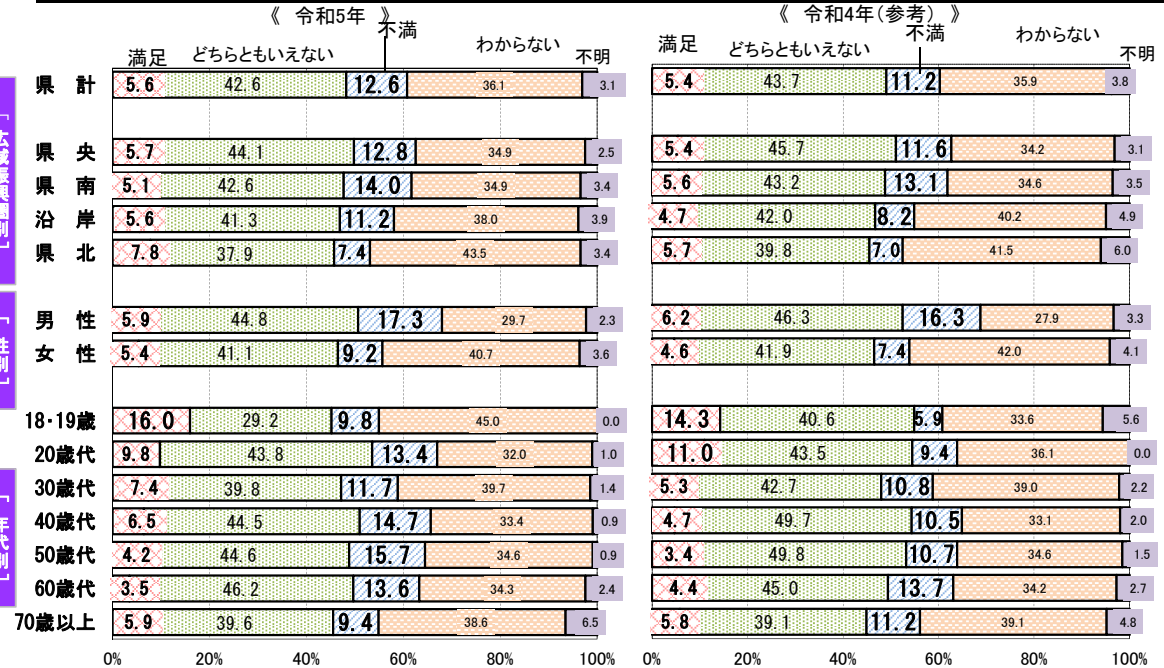 《 令和5年 》
《 令和4年(参考) 》
満足 どちらともいえない 不満 わからない 不明
満足 どちらともいえない 不満 わからない 不明
県 計 5.6 42.6 12.6 36.1 3.1 5.4 43.7 11.2 35.9 3.8
「広域振興圏別」
県 央 5.7 44.1 12.8 34.9 2.5 5.4 45.7 11.6 34.2 3.1
県 南 5.1 42.6 14.0 34.9 3.4 5.6 43.2 13.1 34.6 3.5
沿 岸 5.6 41.3 11.2 38.0 3.9 4.7 42.0 8.2 40.2 4.9
県 北 7.8 37.9 7.4 43.5 3.4 5.7 39.8 7.0 41.5 6.0
「性別」
男 性 5.9 44.8 17.3 29.7 2.3 6.2 46.3 16.3 27.9 3.3
女 性 5.4 41.1 9.2 40.7 3.6 4.6 41.9 7.4 42.0 4.1
「年代別」
18・19歳 16.0 29.2 9.8 45.0 0.0 14.3 40.6 5.9 33.6 5.6
20歳代 9.8 43.8 13.4 32.0 1.0 11.0 43.5 9.4 36.1 0.0
30歳代 7.4 39.8 11.7 39.7 1.4 5.3 42.7 10.8 39.0 2.2
40歳代 6.5 44.5 14.7 33.4 0.9 4.7 49.7 10.5 33.1 2.0
50歳代 4.2 44.6 15.7 34.6 0.9 3.4 49.8 10.7 34.6 1.5
60歳代 3.5 46.2 13.6 34.3 2.4 4.4 45.0 13.7 34.2 2.7
70歳以上 5.9 39.6 9.4 38.6 6.5 5.8 39.1 11.2 39.1 4.8
0% 20% 40% 60% 80% 100% 0% 20% 40% 60% 80% 100%